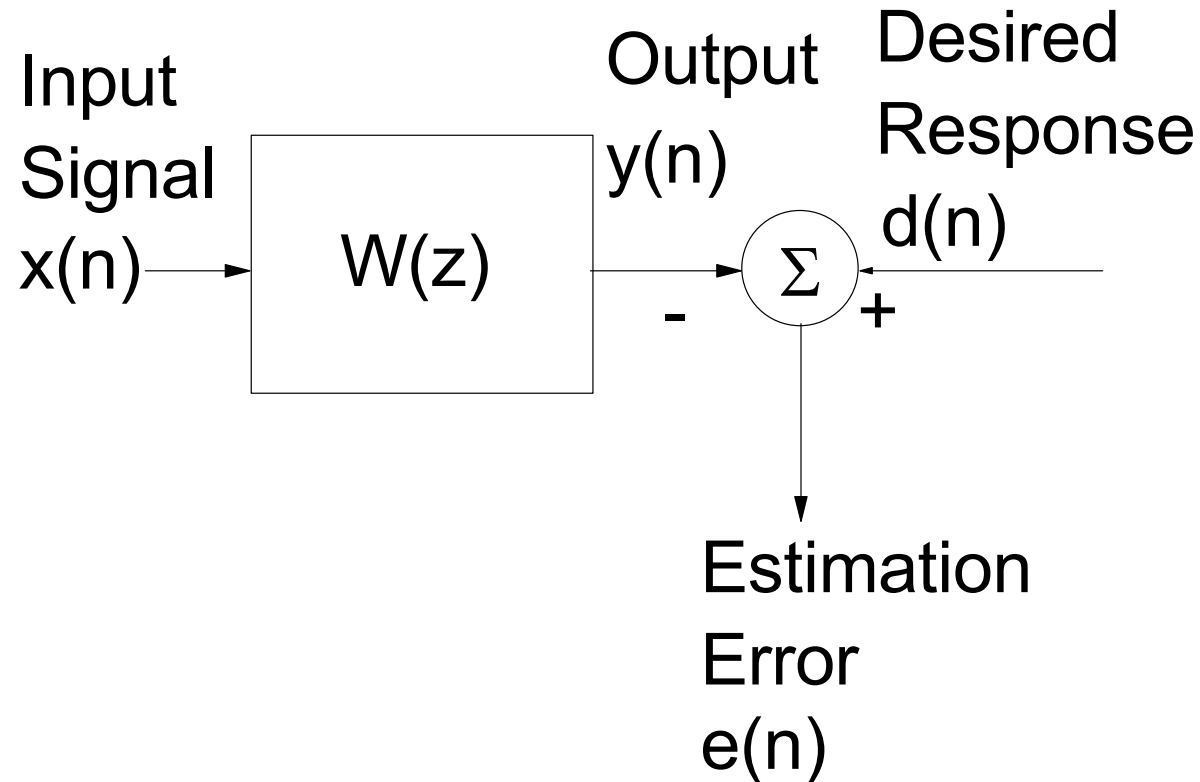 Input
Signal
x(n)
W(z)
Output
y(n)
-
Σ
Desired
Response
d(n)
+
Estimation
Error
e(n)